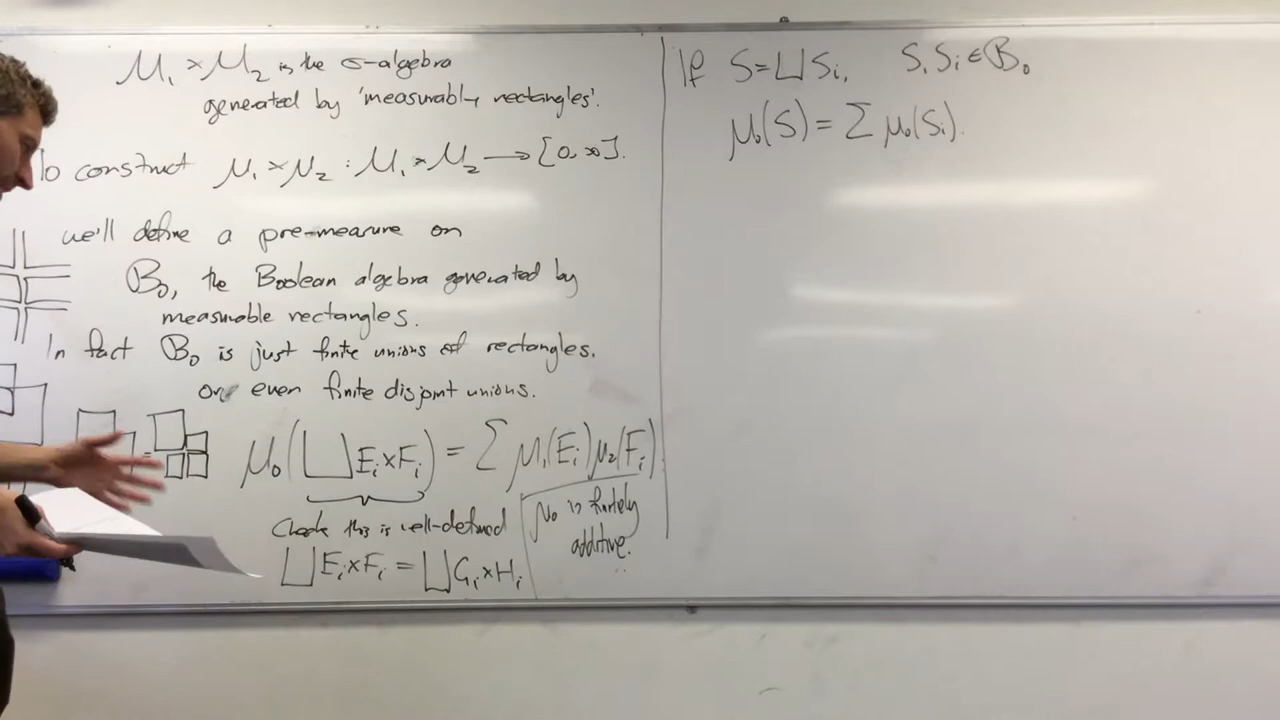 ℳ₁ × ℳ₂ is the σ-algebra
generated by 'measurable rectangles'.
To construct μ₁ × μ₂ : ℳ₁ × ℳ₂ → [0, ∞].
we'll define a pre-measure on
ℬ₀, the Boolean algebra generated by
measurable rectangles.
In fact ℬ₀ is just finite unions of rectangles.
or even finite disjoint unions.
μ₀(⨆ Eᵢ×Fᵢ) = Σ μ₁(Eᵢ)μ₂(Fᵢ).
Check this is well-defined
⨆ Eᵢ×Fᵢ = ⨆ Gᵢ×Hᵢ
μ₀ is finitely
additive.
If S = ⨆ Sᵢ, S, Sᵢ ∈ ℬ₀
μ₀(S) = Σ μ₀(Sᵢ).